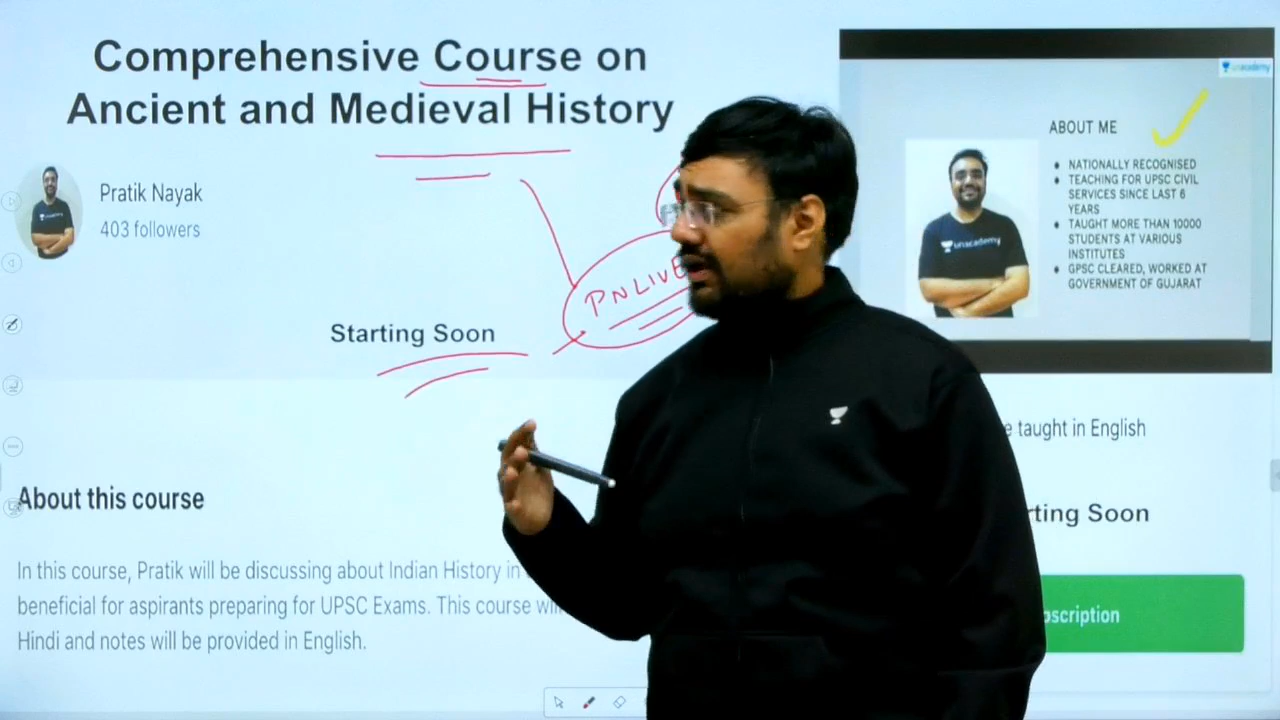 Comprehensive Course on
Ancient and Medieval History
Pratik Nayak
403 followers
PNLIVE
Starting Soon
unacademy
ABOUT ME
NATIONALLY RECOGNISED
TEACHING FOR UPSC CIVIL
SERVICES SINCE LAST 6
YEARS
TAUGHT MORE THAN 10000
STUDENTS AT VARIOUS
INSTITUTES
GPSC CLEARED, WORKED AT
GOVERNMENT OF GUJARAT
unacademy
taught in English
About this course
Soon
In this course, Pratik will be discussing about Indian History in
beneficial for aspirants preparing for UPSC Exams. This course
Hindi and notes will be provided in English.